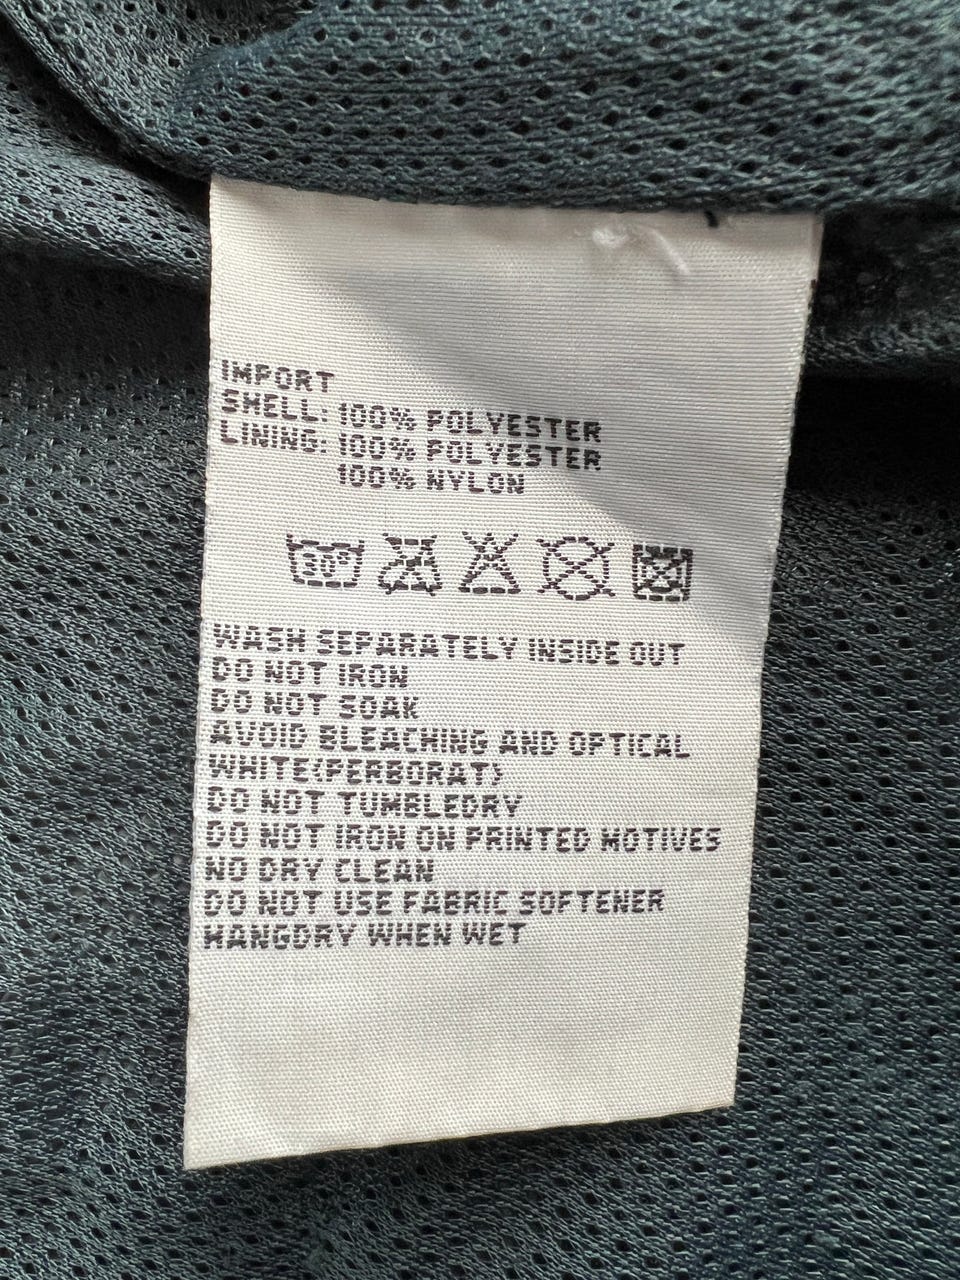 IMPORT
SHELL: 100% POLYESTER
LINING: 100% POLYESTER
100% NYLON
30°
WASH SEPARATELY INSIDE OUT
DO NOT IRON
DO NOT SOAK
AVOID BLEACHING AND OPTICAL
WHITE(PERBORAT)
DO NOT TUMBLEDRY
DO NOT IRON ON PRINTED MOTIVES
NO DRY CLEAN
DO NOT USE FABRIC SOFTENER
HANGDRY WHEN WET